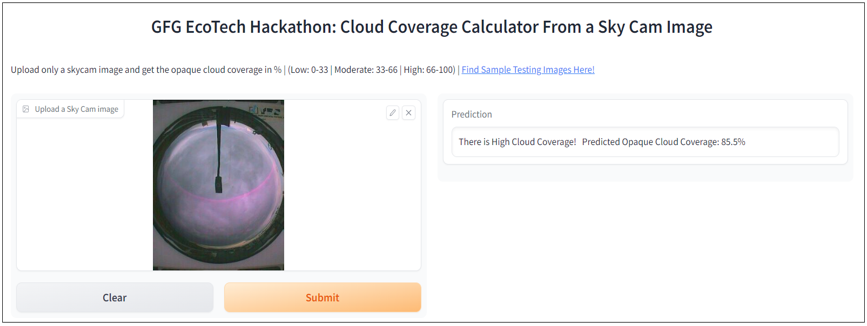 GFG EcoTech Hackathon: Cloud Coverage Calculator From a Sky Cam Image
Upload only a skycam image and get the opaque cloud coverage in % | (Low: 0-33 | Moderate: 33-66 | High: 66-100) | Find Sample Testing Images Here!
Upload a Sky Cam image
Prediction
There is High Cloud Coverage! Predicted Opaque Cloud Coverage: 85.5%
Clear
Submit